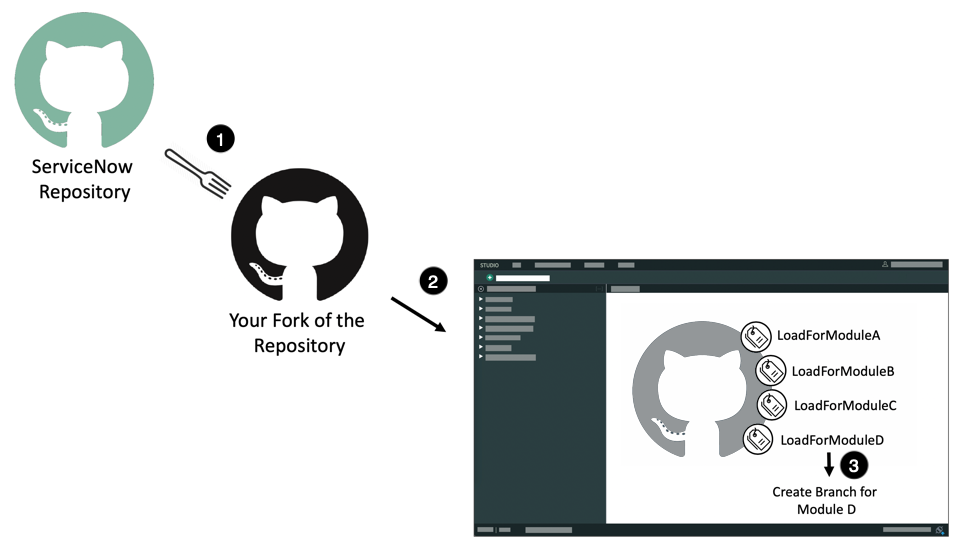 ServiceNow
Repository
1
Your Fork of the
Repository
2
STUDIO
LoadForModuleA
LoadForModuleB
LoadForModuleC
LoadForModuleD
3
Create Branch for
Module D